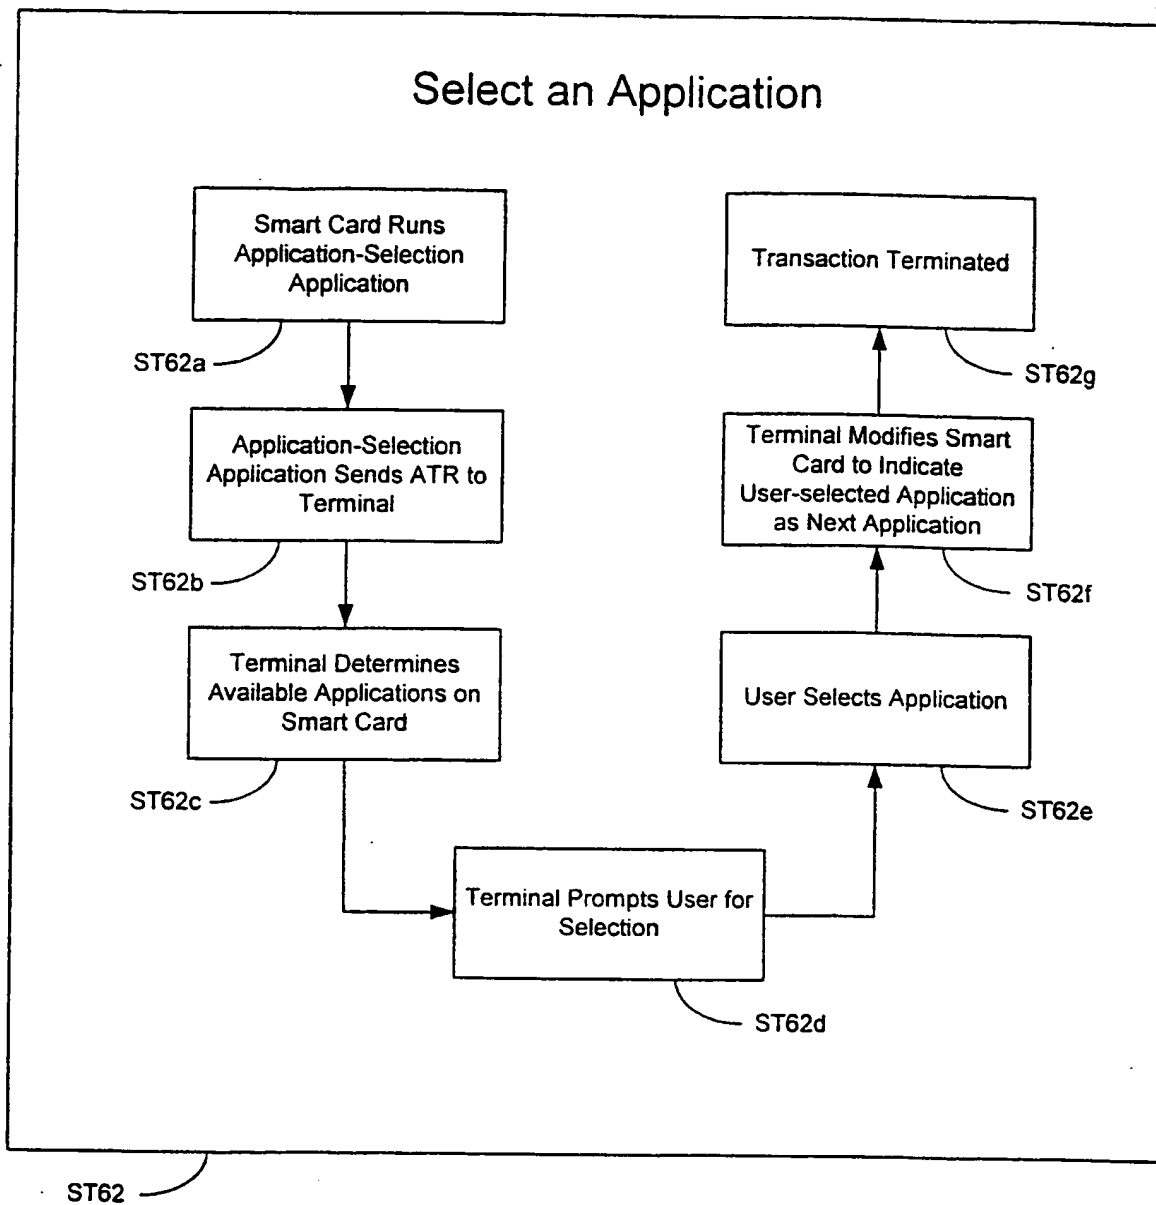 Select an Application
Smart Card Runs
Application-Selection
Application
ST62a
Application-Selection
Application Sends ATR to
Terminal
ST62b
Terminal Determines
Available Applications on
Smart Card
ST62c
Terminal Prompts User for
Selection
ST62d
User Selects Application
ST62e
Terminal Modifies Smart
Card to Indicate
User-selected Application
as Next Application
ST62f
Transaction Terminated
ST62g
ST62